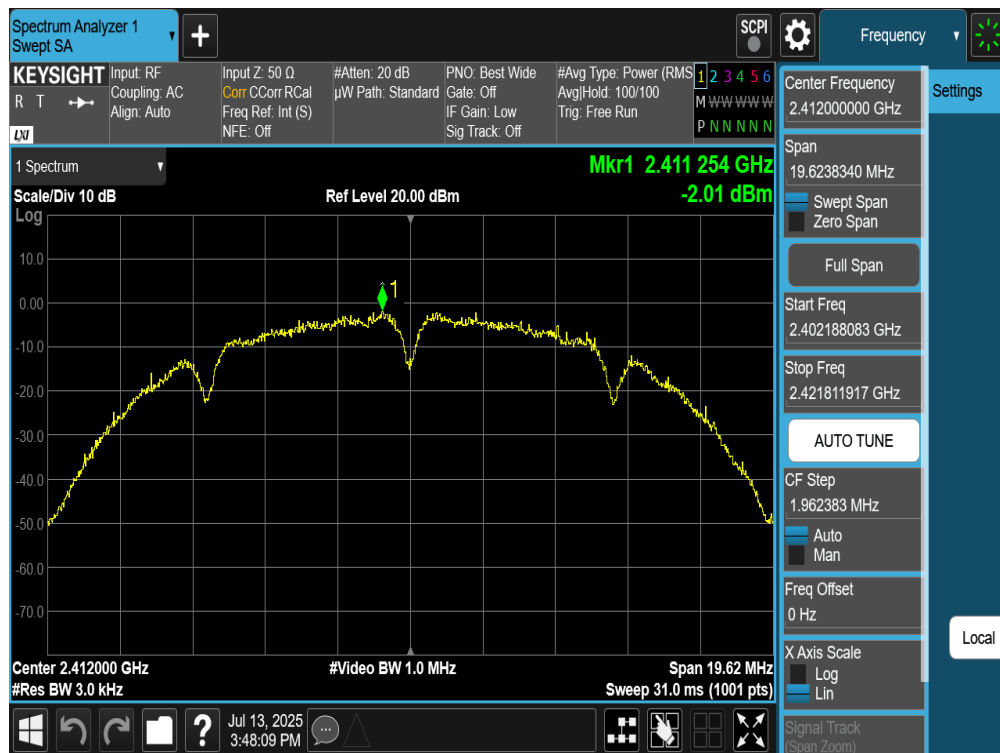 Spectrum Analyzer 1
Swept SA
+
SCPI
Frequency
KEYSIGHT
R T
LXI
Input: RF
Coupling: AC
Align: Auto
Input Z: 50 Ω
Corr CCorr RCal
Freq Ref: Int (S)
NFE: Off
#Atten: 20 dB
µW Path: Standard
PNO: Best Wide
Gate: Off
IF Gain: Low
Sig Track: Off
#Avg Type: Power (RMS
Avg|Hold: 100/100
Trig: Free Run
1 2 3 4 5 6
M W W W W W W
P N N N N N
1 Spectrum
Mkr1 2.411 254 GHz
Scale/Div 10 dB
Ref Level 20.00 dBm
-2.01 dBm
Log
10.0
1
0.00
-10.0
-20.0
-30.0
-40.0
-50.0
-60.0
-70.0
Center 2.412000 GHz
#Video BW 1.0 MHz
Span 19.62 MHz
#Res BW 3.0 kHz
Sweep 31.0 ms (1001 pts)
Center Frequency
2.412000000 GHz
Span
19.6238340 MHz
Swept Span
Zero Span
Full Span
Start Freq
2.402188083 GHz
Stop Freq
2.421811917 GHz
AUTO TUNE
CF Step
1.962383 MHz
Auto
Man
Freq Offset
0 Hz
X Axis Scale
Log
Lin
Signal Track
(Span Zoom)
Settings
Local
?
Jul 13, 2025
3:48:09 PM